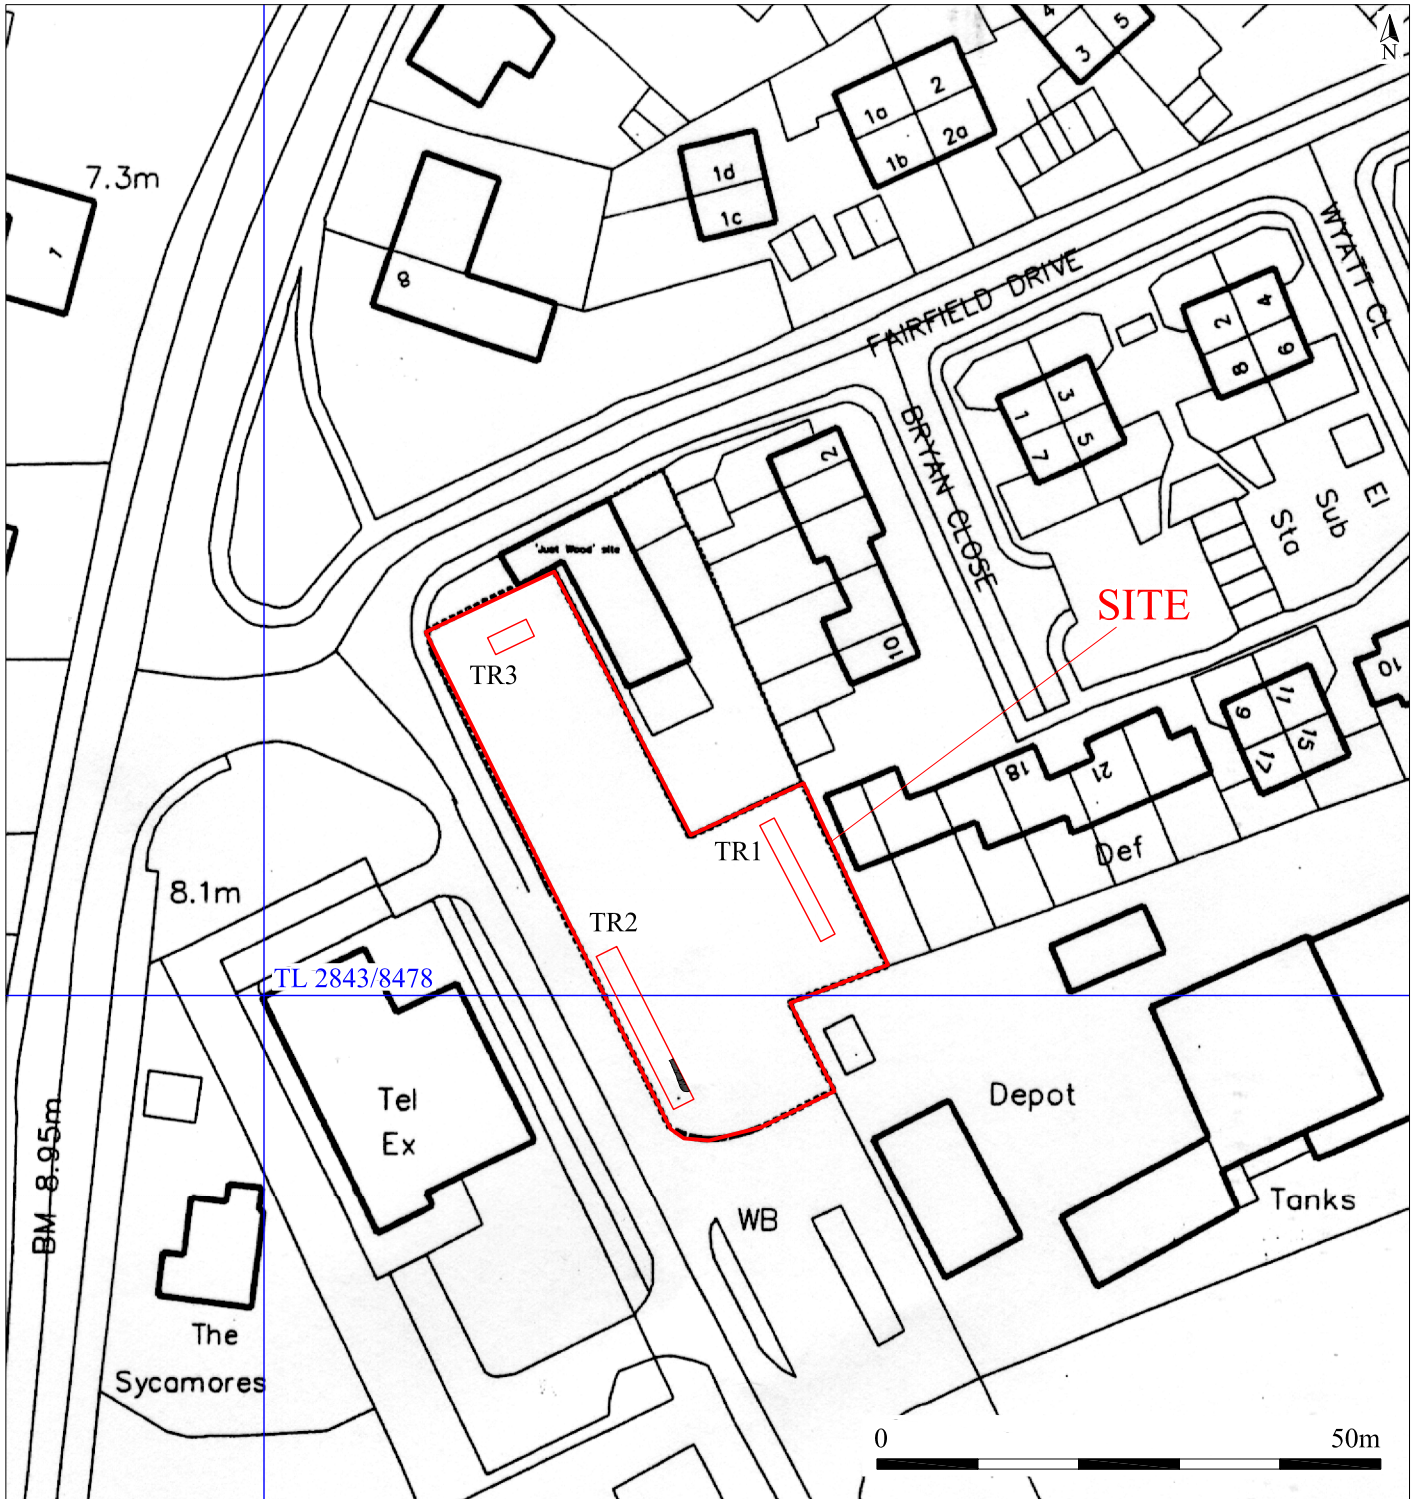 4
5
3
N
1a
2
1b
2a
1d
1c
7.3m
1
8
WYATT CL
FAIRFIELD DRIVE
2
4
8
6
1
3
7
5
BRYAN CLOSE
2
El
Sub
Sta
'Just Wood' site
SITE
10
TR3
10
9
11
17
15
18
21
TR1
Def
8.1m
TR2
TL 2843/8478
Tel
Ex
Depot
BM 8.95m
WB
Tanks
The
Sycamores
0
50m